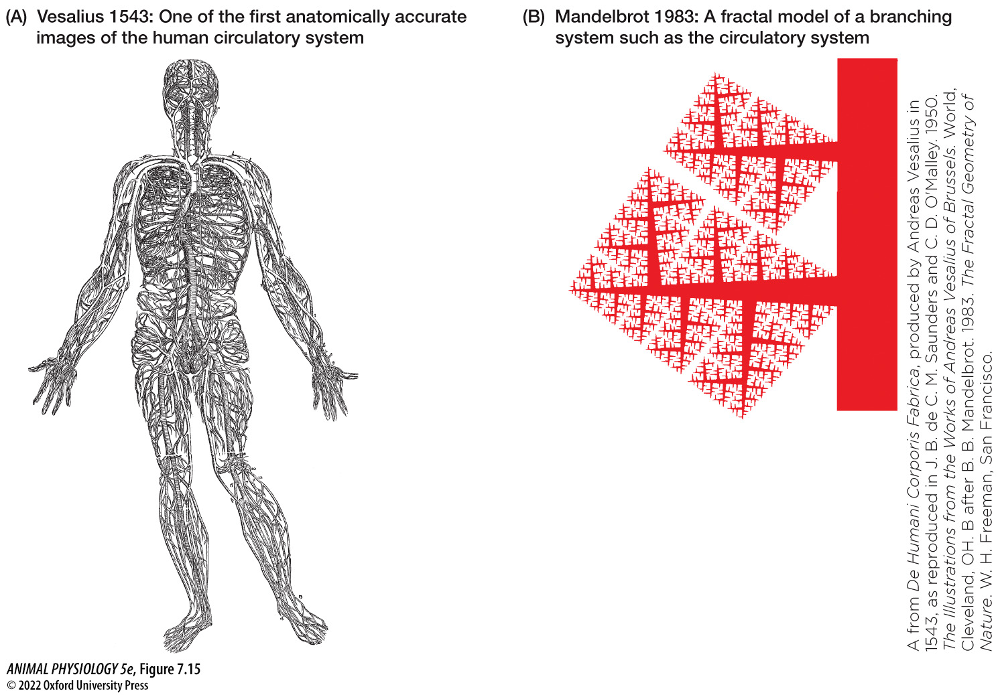 (A) Vesalius 1543: One of the first anatomically accurate
images of the human circulatory system
(B) Mandelbrot 1983: A fractal model of a branching
system such as the circulatory system
A from De Humani Corporis Fabrica, produced by Andreas Vesalius in
1543, as reproduced in J. B. de C. M. Saunders and C. D. O'Malley. 1950.
The Illustrations from the Works of Andreas Vesalius of Brussels. World,
Cleveland, OH. B after B. B. Mandelbrot. 1983. The Fractal Geometry of
Nature. W. H. Freeman, San Francisco.
ANIMAL PHYSIOLOGY 5e, Figure 7.15
© 2022 Oxford University Press